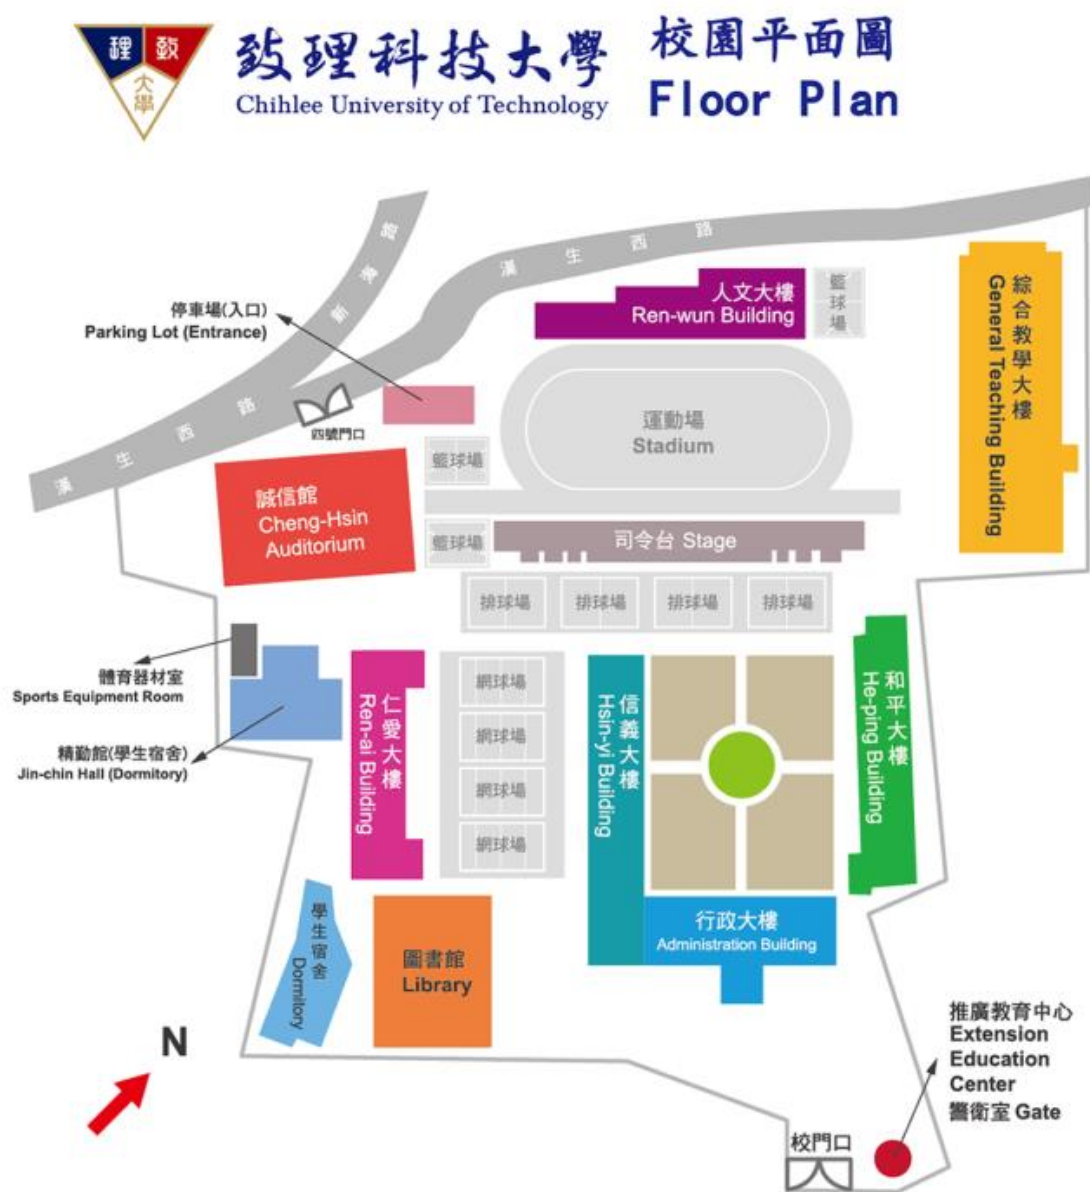 理 致
大
學
致理科技大學
Chihlee University of Technology
校園平面圖
Floor Plan
漢生西路
新海路
漢生西路
停車場(入口)
Parking Lot (Entrance)
四號門口
人文大樓
Ren-wun Building
籃球場
綜合教學大樓
General Teaching Building
運動場
Stadium
籃球場
誠信館
Cheng-Hsin
Auditorium
籃球場
司令台 Stage
排球場
排球場
排球場
排球場
體育器材室
Sports Equipment Room
精勤館(學生宿舍)
Jin-chin Hall (Dormitory)
仁愛大樓
Ren-ai Building
網球場
網球場
網球場
網球場
信義大樓
Hsin-yi Building
和平大樓
He-ping Building
學生宿舍
Dormitory
圖書館
Library
行政大樓
Administration Building
推廣教育中心
Extension
Education
Center
警衛室 Gate
校門口
N